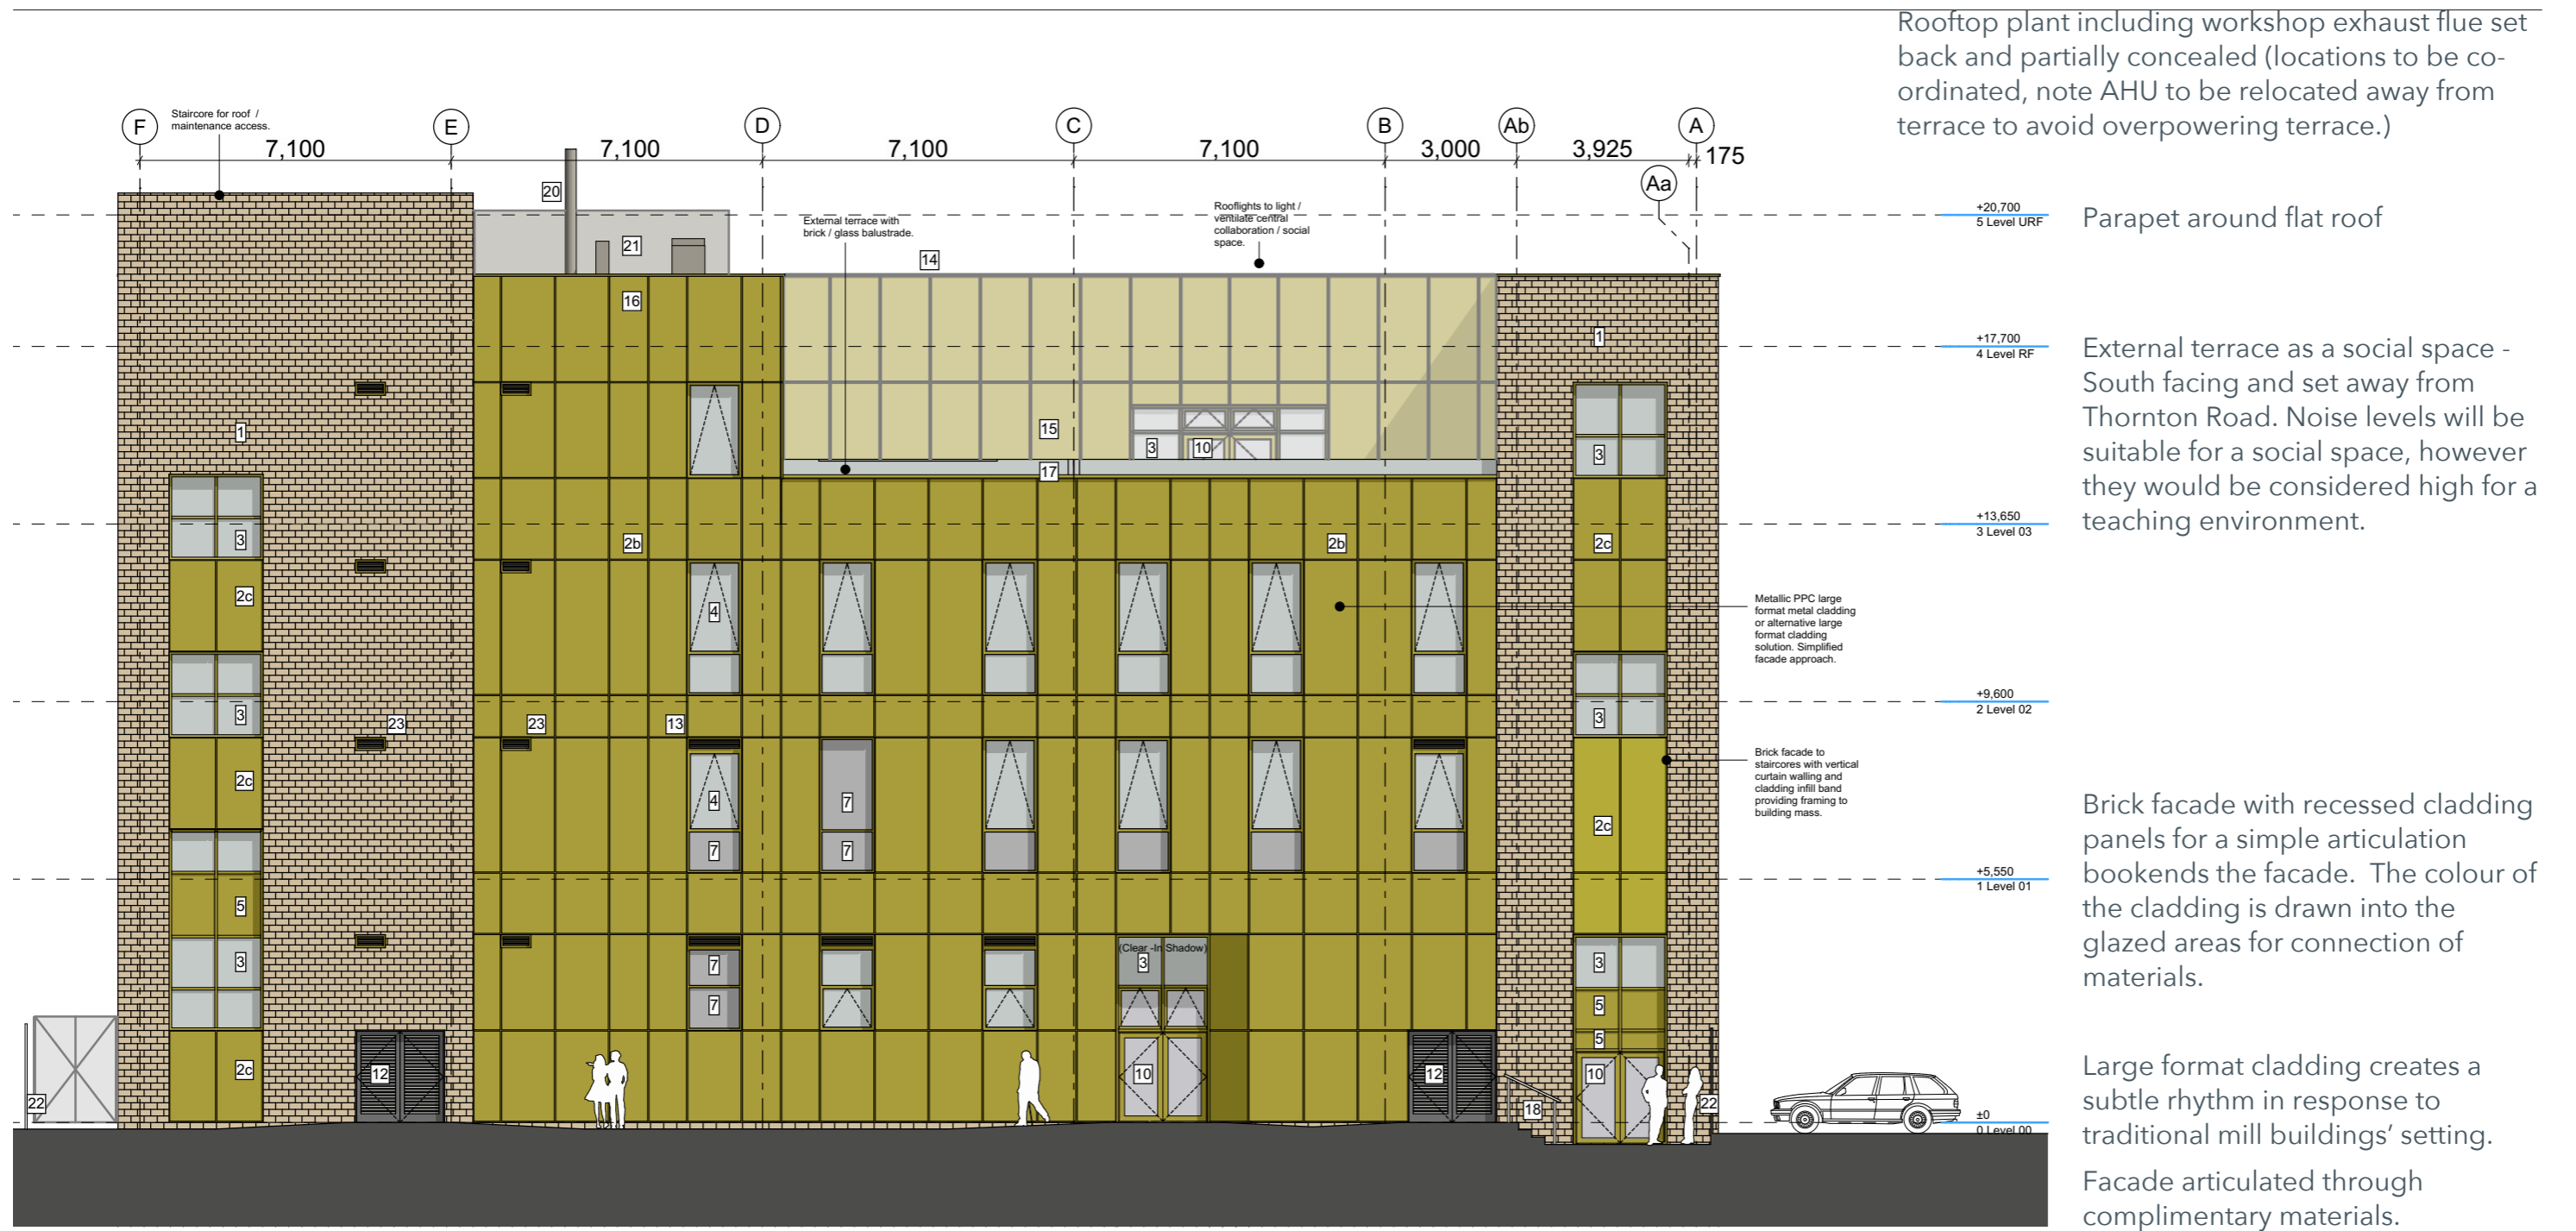 Rooftop plant including workshop exhaust flue set
back and partially concealed (locations to be co-
ordinated, note AHU to be relocated away from
terrace to avoid overpowering terrace.)
Staircore for roof /
maintenance access.
F
E
D
C
B
Ab
A
7,100
7,100
7,100
7,100
3,000
3,925
175
Aa
20
External terrace with
brick / glass balustrade.
Rooflights to light /
ventilate central
collaboration / social
space.
+20,700
5 Level URF
Parapet around flat roof
21
14
16
1
+17,700
4 Level RF
External terrace as a social space -
South facing and set away from
Thornton Road. Noise levels will be
suitable for a social space, however
they would be considered high for a
teaching environment.
1
15
3
10
3
17
+13,650
3 Level 03
3
2b
2b
2c
2c
4
Metallic PPC large
format metal cladding
or alternative large
format cladding
solution. Simplified
facade approach.
+9,600
2 Level 02
3
23
23
13
3
Brick facade to
staircores with vertical
curtain walling and
cladding infill band
providing framing to
building mass.
2c
4
7
2c
7
7
Brick facade with recessed cladding
panels for a simple articulation
bookends the facade.  The colour of
the cladding is drawn into the
glazed areas for connection of
materials.
+5,550
1 Level 01
5
(Clear -In Shadow)
3
7
3
3
7
5
5
2c
12
10
12
10
22
18
22
±0
0 Level 00
Large format cladding creates a
subtle rhythm in response to
traditional mill buildings’ setting.
Facade articulated through
complimentary materials.